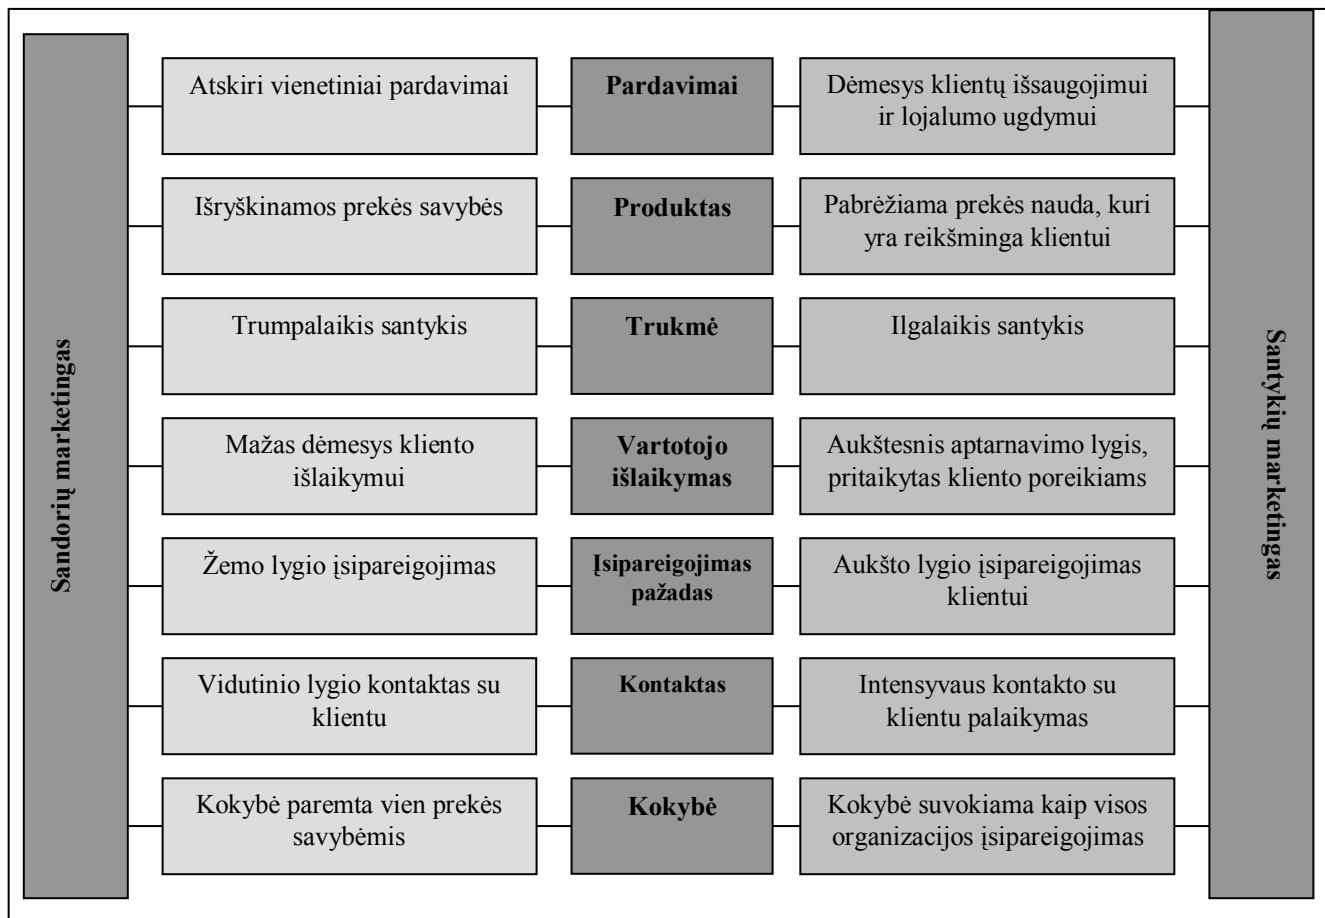 Sandorių marketingas
Atskiri vienetiniai pardavimai
Pardavimai
Dėmesys klientų išsaugojimui
ir lojalumo ugdymui
Išryškinamos prekės savybės
Produktas
Pabrėžiama prekės nauda, kuri
yra reikšminga klientui
Trumpalaikis santykis
Trukmė
Ilgalaikis santykis
Mažas dėmesys kliento
išlaikymui
Vartotojo
išlaikymas
Aukštesnis aptarnavimo lygis,
pritaikytas kliento poreikiams
Žemo lygio įsipareigojimas
Įsipareigojimas
pažadas
Aukšto lygio įsipareigojimas
klientui
Vidutinio lygio kontaktas su
klientu
Kontaktas
Intensyvaus kontakto su
klientu palaikymas
Kokybė paremta vien prekės
savybėmis
Kokybė
Kokybė suvokiama kaip visos
organizacijos įsipareigojimas
Santykių marketingas